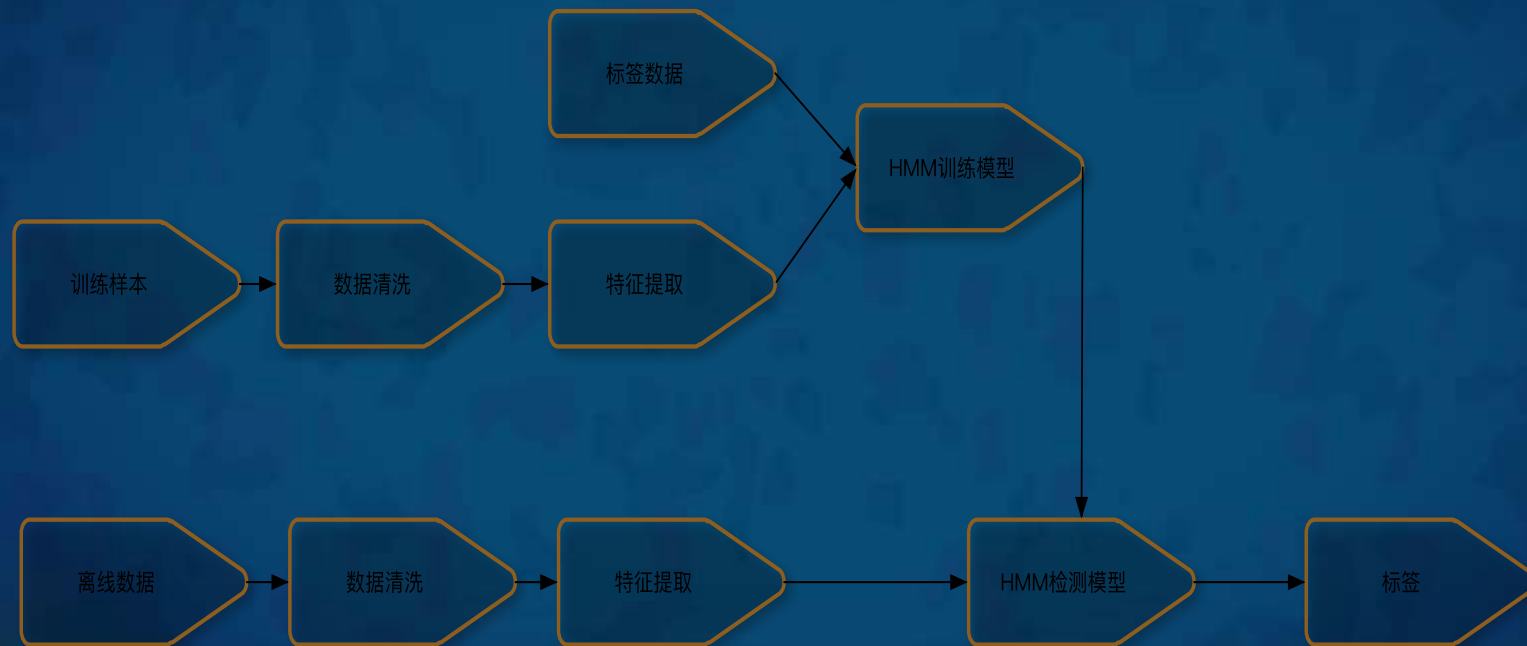 标签数据
HMM训练模型
训练样本
数据清洗
特征提取
离线数据
数据清洗
特征提取
HMM检测模型
标签